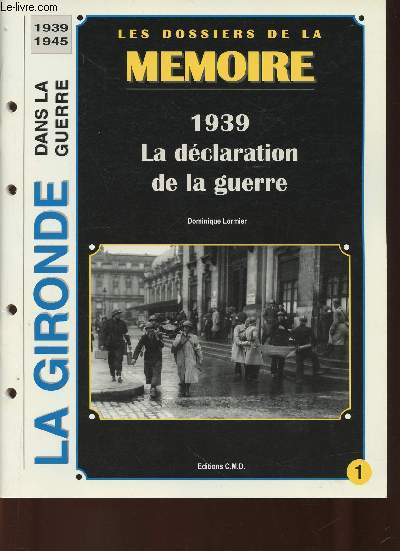 © Le-livre.com
1939
1945
LA GIRONDE
DANS LA
GUERRE
LES DOSSIERS DE LA
MEMOIRE
1939
La déclaration
de la guerre
Dominique Lormier
Editions C.M.D.
1